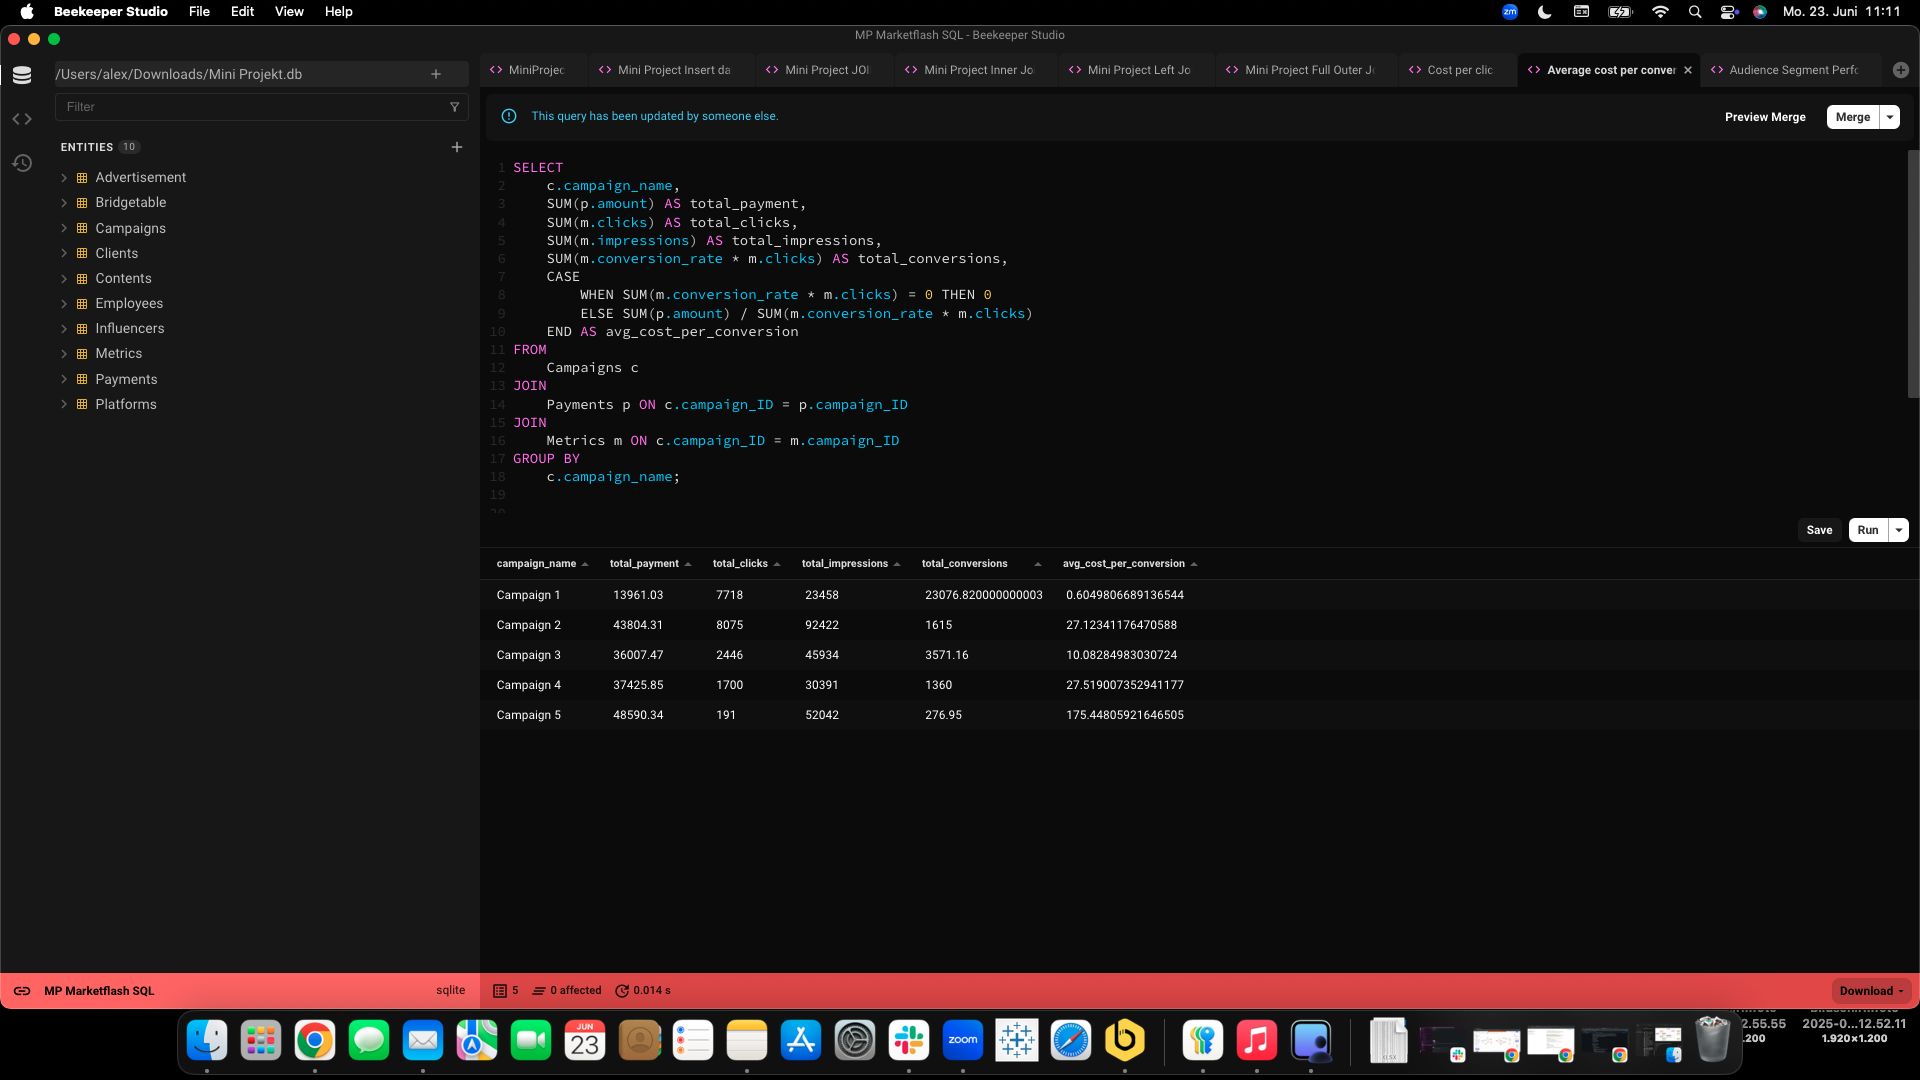 Beekeeper Studio File Edit View Help
zm Mo. 23. Juni 11:11
MP Marketflash SQL - Beekeeper Studio
/Users/alex/Downloads/Mini Projekt.db
Filter
ENTITIES 10
Advertisement
Bridgetable
Campaigns
Clients
Contents
Employees
Influencers
Metrics
Payments
Platforms
MiniProjec Mini Project Insert da Mini Project JOI Mini Project Inner Jo Mini Project Left Jo Mini Project Full Outer J Cost per clic Average cost per conver Audience Segment Perfo
This query has been updated by someone else.
Preview Merge Merge
1 SELECT
2 c.campaign_name,
3 SUM(p.amount) AS total_payment,
4 SUM(m.clicks) AS total_clicks,
5 SUM(m.impressions) AS total_impressions,
6 SUM(m.conversion_rate * m.clicks) AS total_conversions,
7 CASE
8 WHEN SUM(m.conversion_rate * m.clicks) = 0 THEN 0
9 ELSE SUM(p.amount) / SUM(m.conversion_rate * m.clicks)
10 END AS avg_cost_per_conversion
11 FROM
12 Campaigns c
13 JOIN
14 Payments p ON c.campaign_ID = p.campaign_ID
15 JOIN
16 Metrics m ON c.campaign_ID = m.campaign_ID
17 GROUP BY
18 c.campaign_name;
19
20
Save Run
campaign_name total_payment total_clicks total_impressions total_conversions avg_cost_per_conversion
Campaign 1 13961.03 7718 23458 23076.820000000003 0.6049806689136544
Campaign 2 43804.31 8075 92422 1615 27.12341176470588
Campaign 3 36007.47 2446 45934 3571.16 10.08284983030724
Campaign 4 37425.85 1700 30391 1360 27.519007352941177
Campaign 5 48590.34 191 52042 276.95 175.44805921646505
MP Marketflash SQL sqlite 5 0 affected 0.014 s Download
JUN
23
zoom
2.55.55 2025-0...12.52.11
.200 1.920×1.200